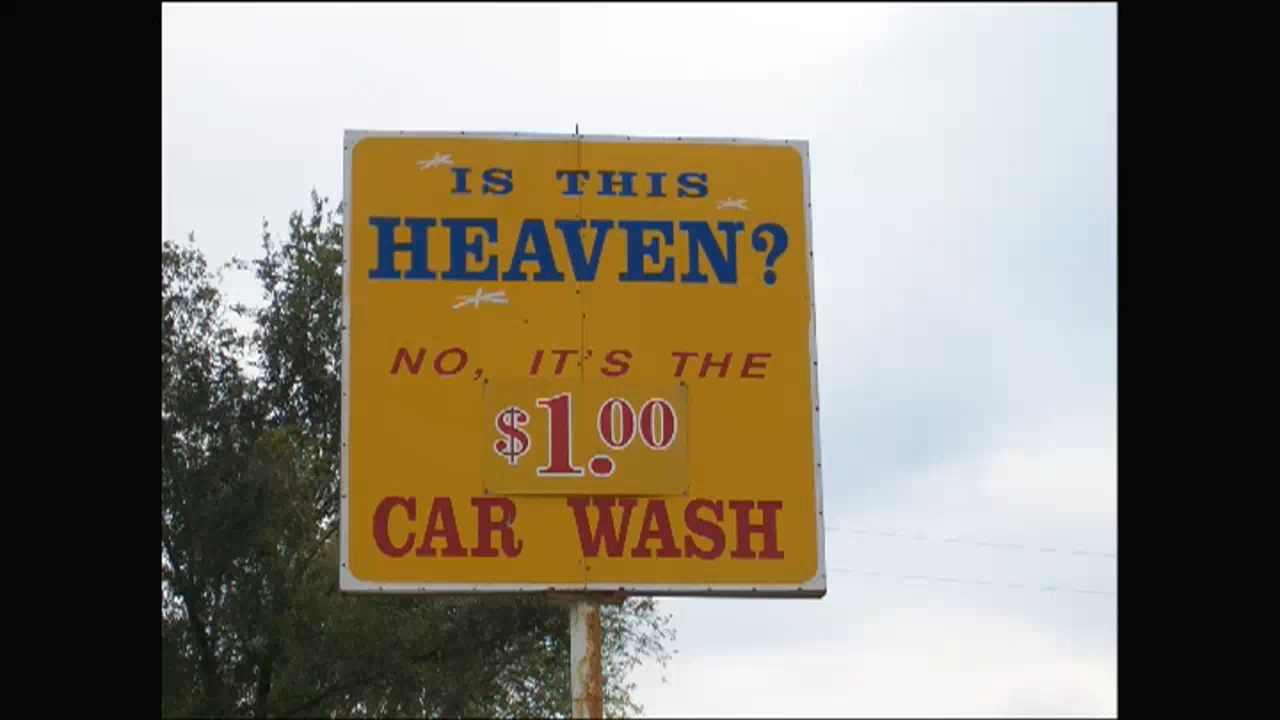 IS THIS
HEAVEN?
NO, IT'S THE
$1.00
CAR WASH